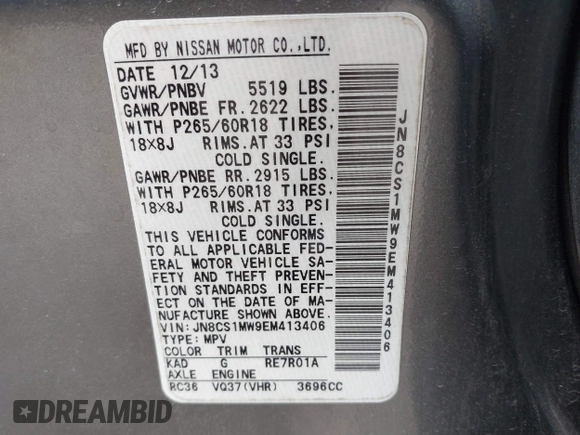 MFD BY NISSAN MOTOR CO.,LTD.
DATE 12/13
GVWR/PNBV 5519 LBS.
GAWR/PNBE FR. 2622 LBS.
WITH P265/60R18 TIRES,
18×8J RIMS. AT 33 PSI
COLD SINGLE.
GAWR/PNBE RR. 2915 LBS.
WITH P265/60R18 TIRES,
18×8J RIMS. AT 33 PSI
COLD SINGLE.
THIS VEHICLE CONFORMS
TO ALL APPLICABLE FED-
ERAL MOTOR VEHICLE SA-
FETY AND THEFT PREVEN-
TION STANDARDS IN EFF-
ECT ON THE DATE OF MA-
NUFACTURE SHOWN ABOVE.
VIN: JN8CS1MW9EM413406
TYPE: MPV
COLOR TRIM TRANS
KAD G RE7R01A
AXLE ENGINE
RC36 VQ37(VHR) 3696CC
JN8CS1MW9EM413406
DREAMBID